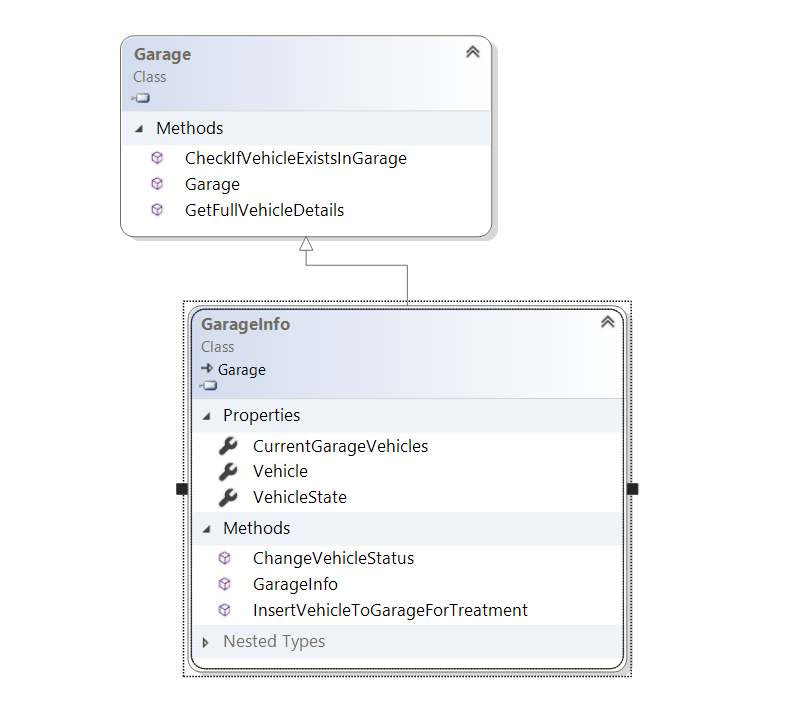 Garage
Class
Methods
CheckIfVehicleExistsInGarage
Garage
GetFullVehicleDetails
GarageInfo
Class
Garage
Properties
CurrentGarageVehicles
Vehicle
VehicleState
Methods
ChangeVehicleStatus
GarageInfo
InsertVehicleToGarageForTreatment
Nested Types